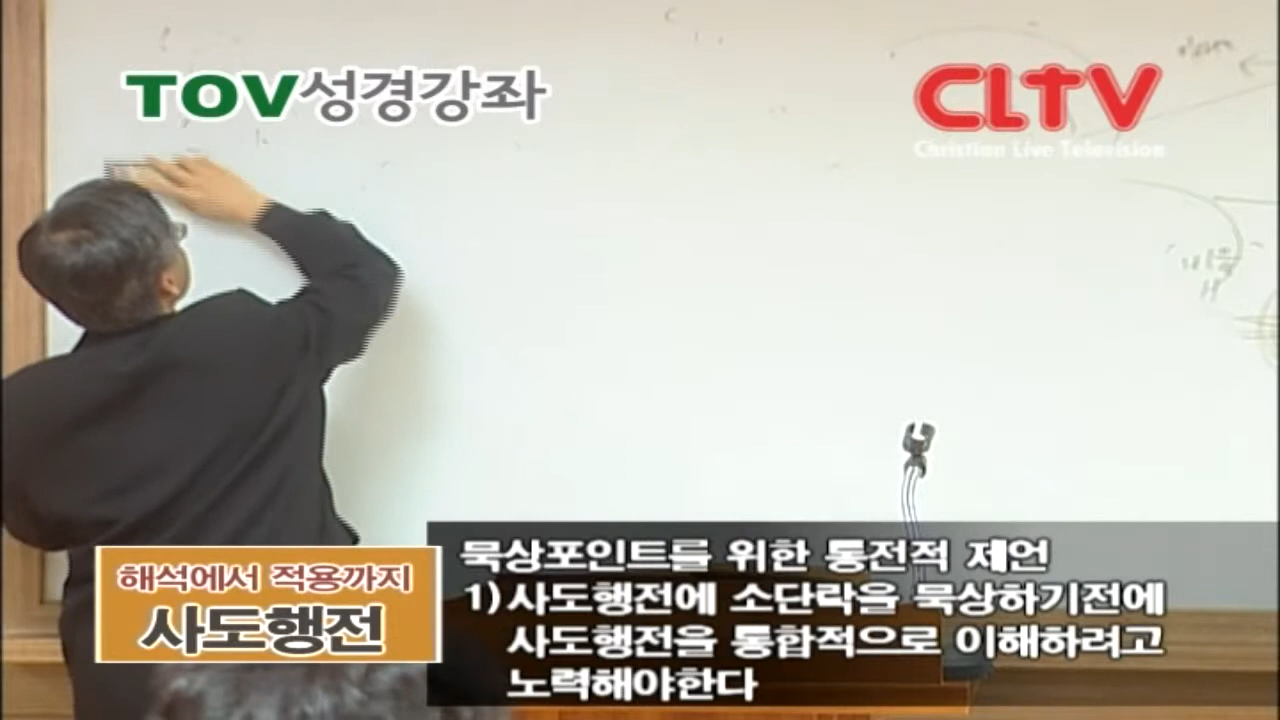 TOV성경강좌
CLTV
Christian Live Television
묵상포인트를 위한 통전적 제언
1) 사도행전에 소단락을 묵상하기전에
사도행전을 통합적으로 이해하려고
노력해야한다
해석에서 적용까지
사도행전